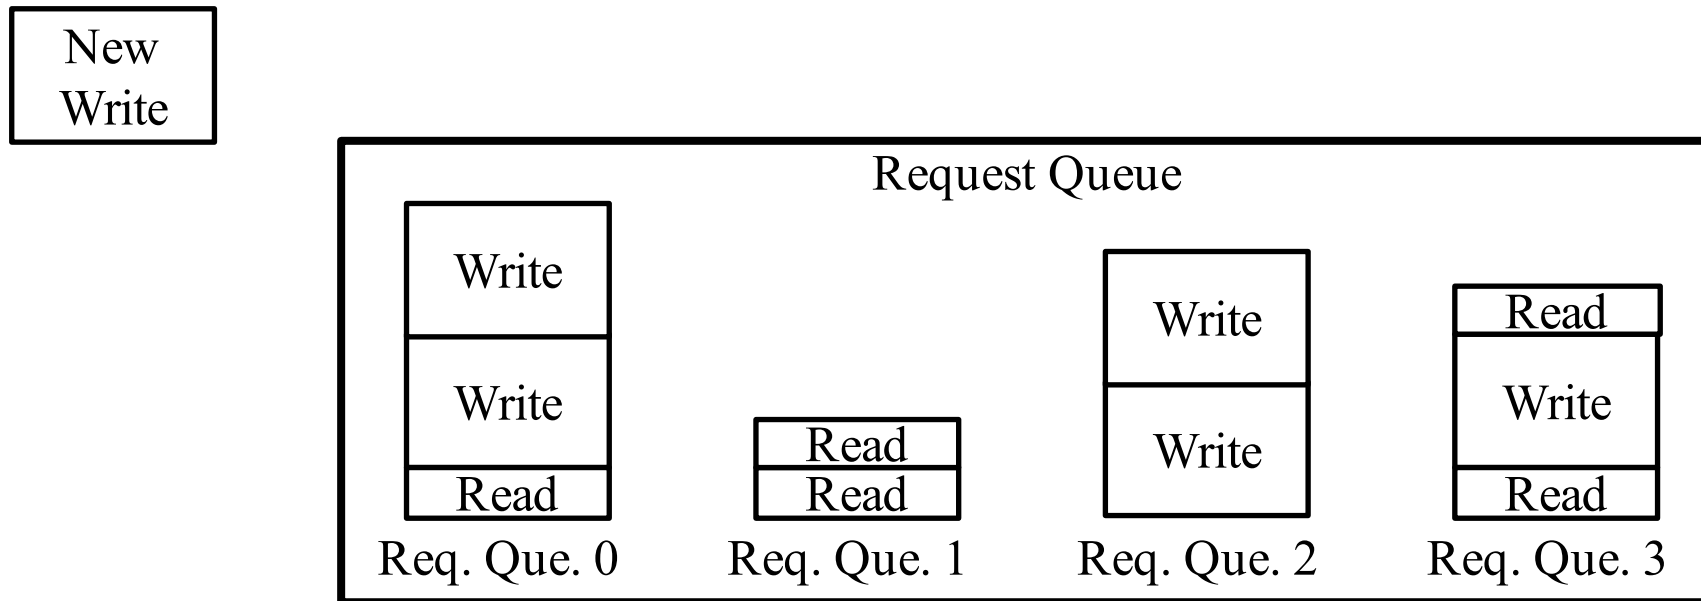 New
Write
Request Queue
Write
Write
Read
Req. Que. 0
Read
Read
Req. Que. 1
Write
Write
Req. Que. 2
Read
Write
Read
Req. Que. 3